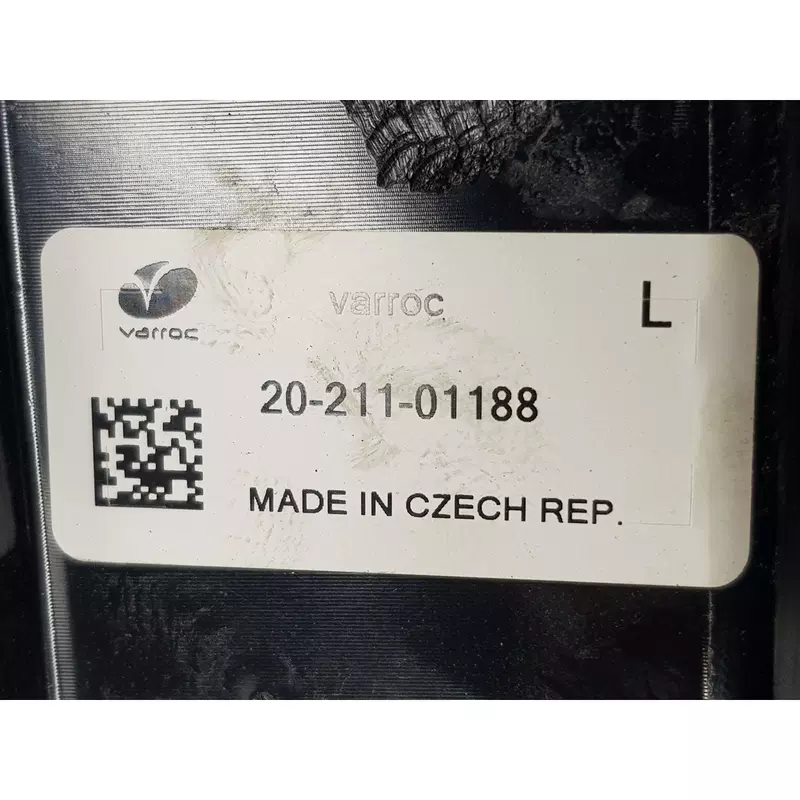 varroc
varroc
L
20-211-01188
MADE IN CZECH REP.